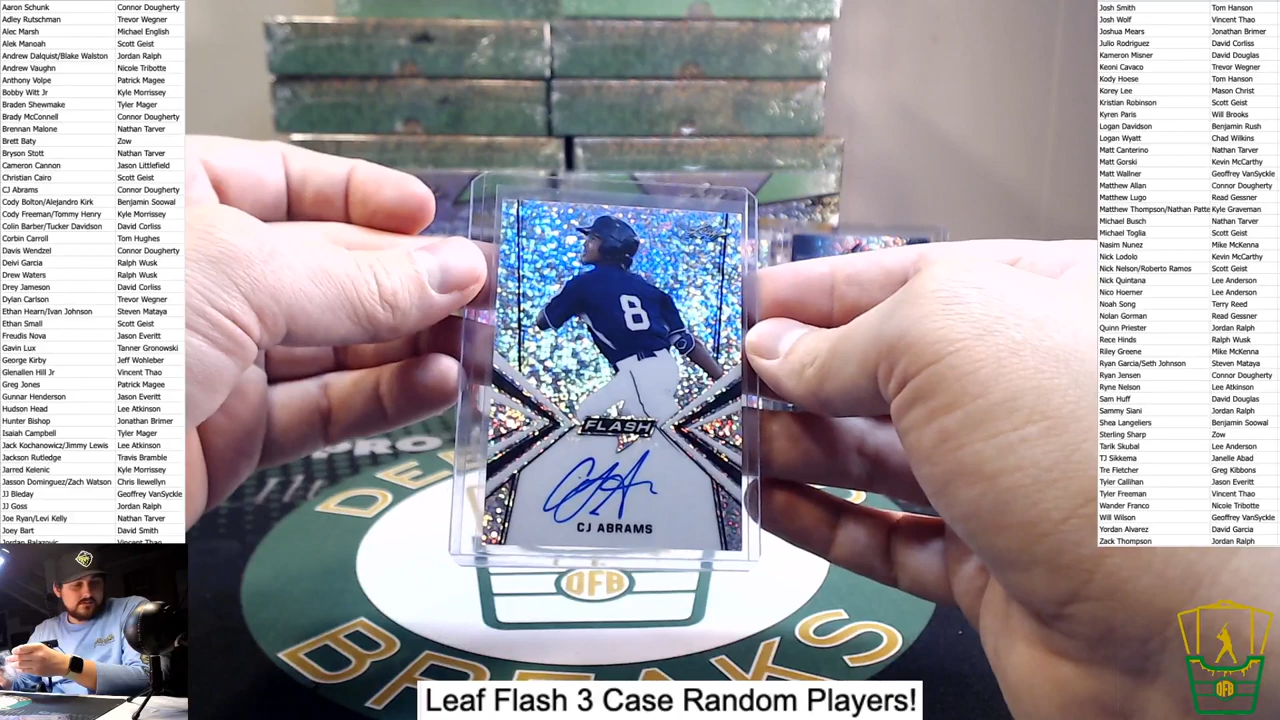 Aaron Schunk Connor Dougherty
Adley Rutschman Trevor Wegner
Alec Marsh Michael English
Alek Manoah Scott Geist
Andrew Dalquist/Blake Walston Jordan Ralph
Andrew Vaughn Nicole Tribotte
Anthony Volpe Patrick Magee
Bobby Witt Jr Kyle Morrissey
Braden Shewmake Tyler Mager
Brady McConnell Connor Dougherty
Brennan Malone Nathan Tarver
Brett Baty Zow
Bryson Stott Nathan Tarver
Cameron Cannon Jason Littlefield
Christian Cairo Scott Geist
CJ Abrams Connor Dougherty
Cody Bolton/Alejandro Kirk Benjamin Soowal
Cody Freeman/Tommy Henry Kyle Morrissey
Colin Barber/Tucker Davidson David Corliss
Corbin Carroll Tom Hughes
Davis Wendzel Connor Dougherty
Deivi Garcia Ralph Wusk
Drew Waters Ralph Wusk
Drey Jameson David Corliss
Dylan Carlson Trevor Wegner
Ethan Hearn/Ivan Johnson Steven Mataya
Ethan Small Scott Geist
Freudis Nova Jason Everitt
Gavin Lux Tanner Gronowski
George Kirby Jeff Wohleber
Glenallen Hill Jr Vincent Thao
Greg Jones Patrick Magee
Gunnar Henderson Jason Everitt
Hudson Head Lee Atkinson
Hunter Bishop Jonathan Brimer
Isaiah Campbell Tyler Mager
Jack Kochanowicz/Jimmy Lewis Lee Atkinson
Jackson Rutledge Travis Bramble
Jarred Kelenic Kyle Morrissey
Jasson Dominguez/Zach Watson Chris llewellyn
JJ Bleday Geoffrey VanSyckle
JJ Goss Jordan Ralph
Joe Ryan/Levi Kelly Nathan Tarver
Joey Bart David Smith
Jordan Balazovic Vincent Thao
Josh Smith Tom Hanson
Josh Wolf Vincent Thao
Joshua Mears Jonathan Brimer
Julio Rodriguez David Corliss
Kameron Misner David Douglas
Keoni Cavaco Trevor Wegner
Kody Hoese Tom Hanson
Korey Lee Mason Christ
Kristian Robinson Scott Geist
Kyren Paris Will Brooks
Logan Davidson Benjamin Rush
Logan Wyatt Chad Wilkins
Matt Canterino Nathan Tarver
Matt Gorski Kevin McCarthy
Matt Wallner Geoffrey VanSyckle
Matthew Allan Connor Dougherty
Matthew Lugo Read Gessner
Matthew Thompson/Nathan Patte Kyle Graveman
Michael Busch Nathan Tarver
Michael Toglia Scott Geist
Nasim Nunez Mike McKenna
Nick Lodolo Kevin McCarthy
Nick Nelson/Roberto Ramos Scott Geist
Nick Quintana Lee Anderson
Nico Hoerner Lee Anderson
Noah Song Terry Reed
Nolan Gorman Read Gessner
Quinn Priester Jordan Ralph
Rece Hinds Ralph Wusk
Riley Greene Mike McKenna
Ryan Garcia/Seth Johnson Steven Mataya
Ryan Jensen Connor Dougherty
Ryne Nelson Lee Atkinson
Sam Huff David Douglas
Sammy Siani Jordan Ralph
Shea Langeliers Benjamin Soowal
Sterling Sharp Zow
Tarik Skubal Lee Anderson
TJ Sikkema Janelle Abad
Tre Fletcher Greg Kibbons
Tyler Callihan Jason Everitt
Tyler Freeman Vincent Thao
Wander Franco Nicole Tribotte
Will Wilson Geoffrey VanSyckle
Yordan Alvarez David Garcia
Zack Thompson Jordan Ralph
8
FLASH
CJ ABRAMS
OFB
BREAKS
OFB
Leaf Flash 3 Case Random Players!